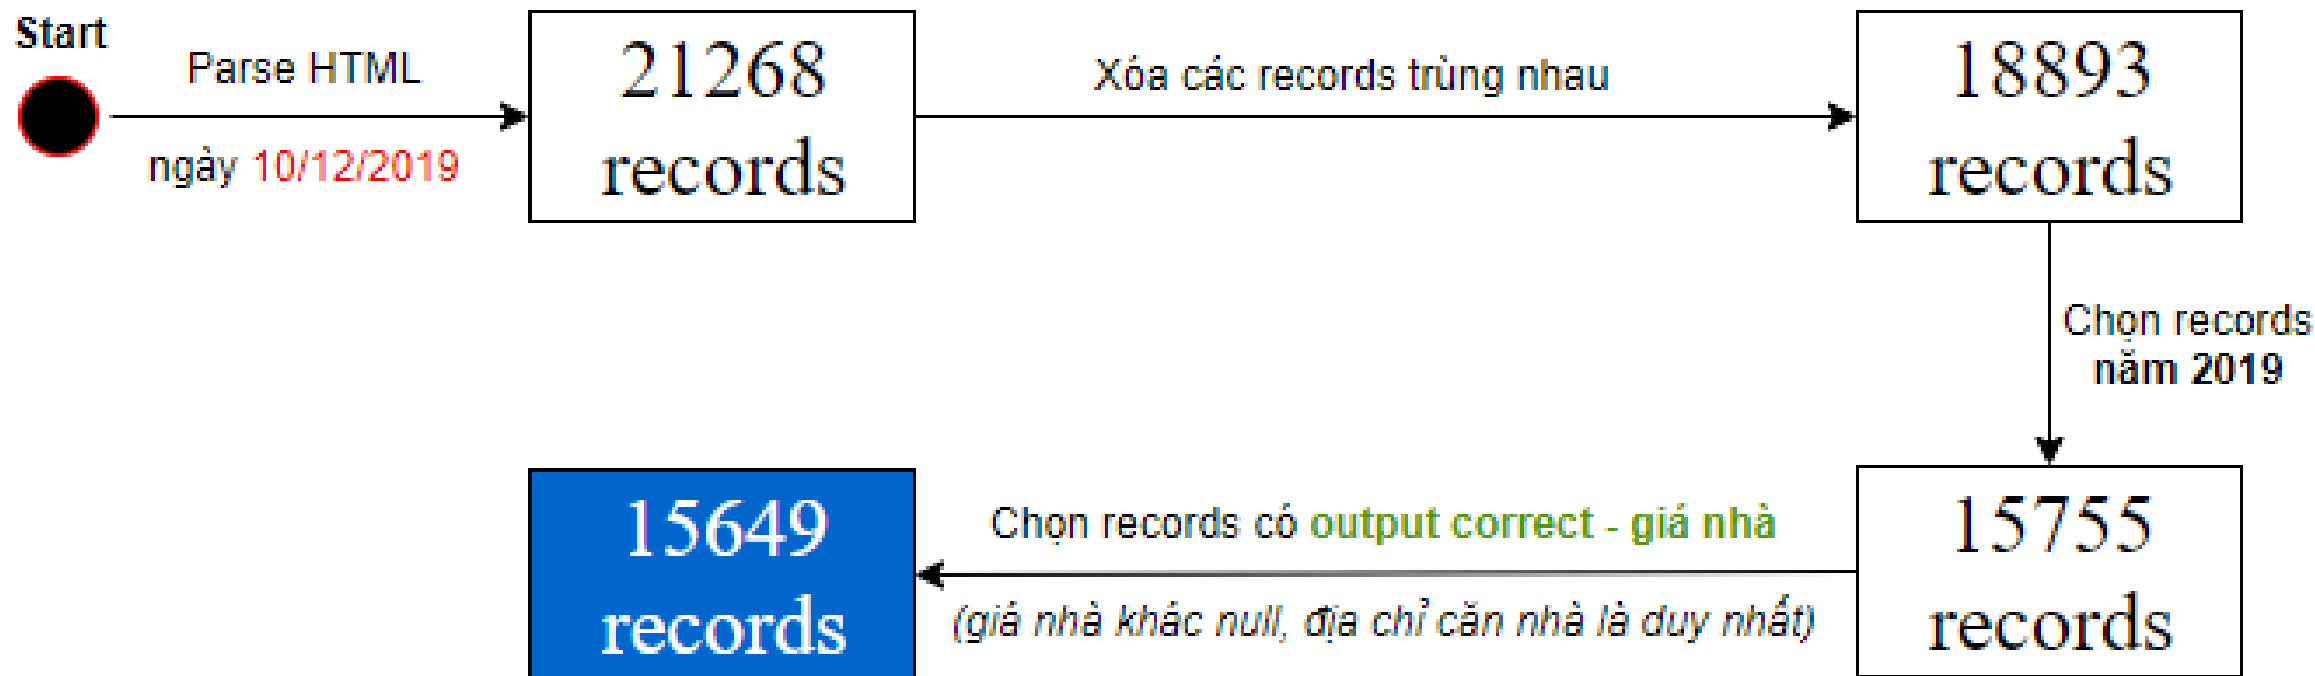 Start
Parse HTML
ngày 10/12/2019
21268
records
Xóa các records trùng nhau
18893
records
Chọn records
năm 2019
15755
records
Chọn records có output correct - giá nhà
(giá nhà khác null, địa chỉ căn nhà là duy nhất)
15649
records